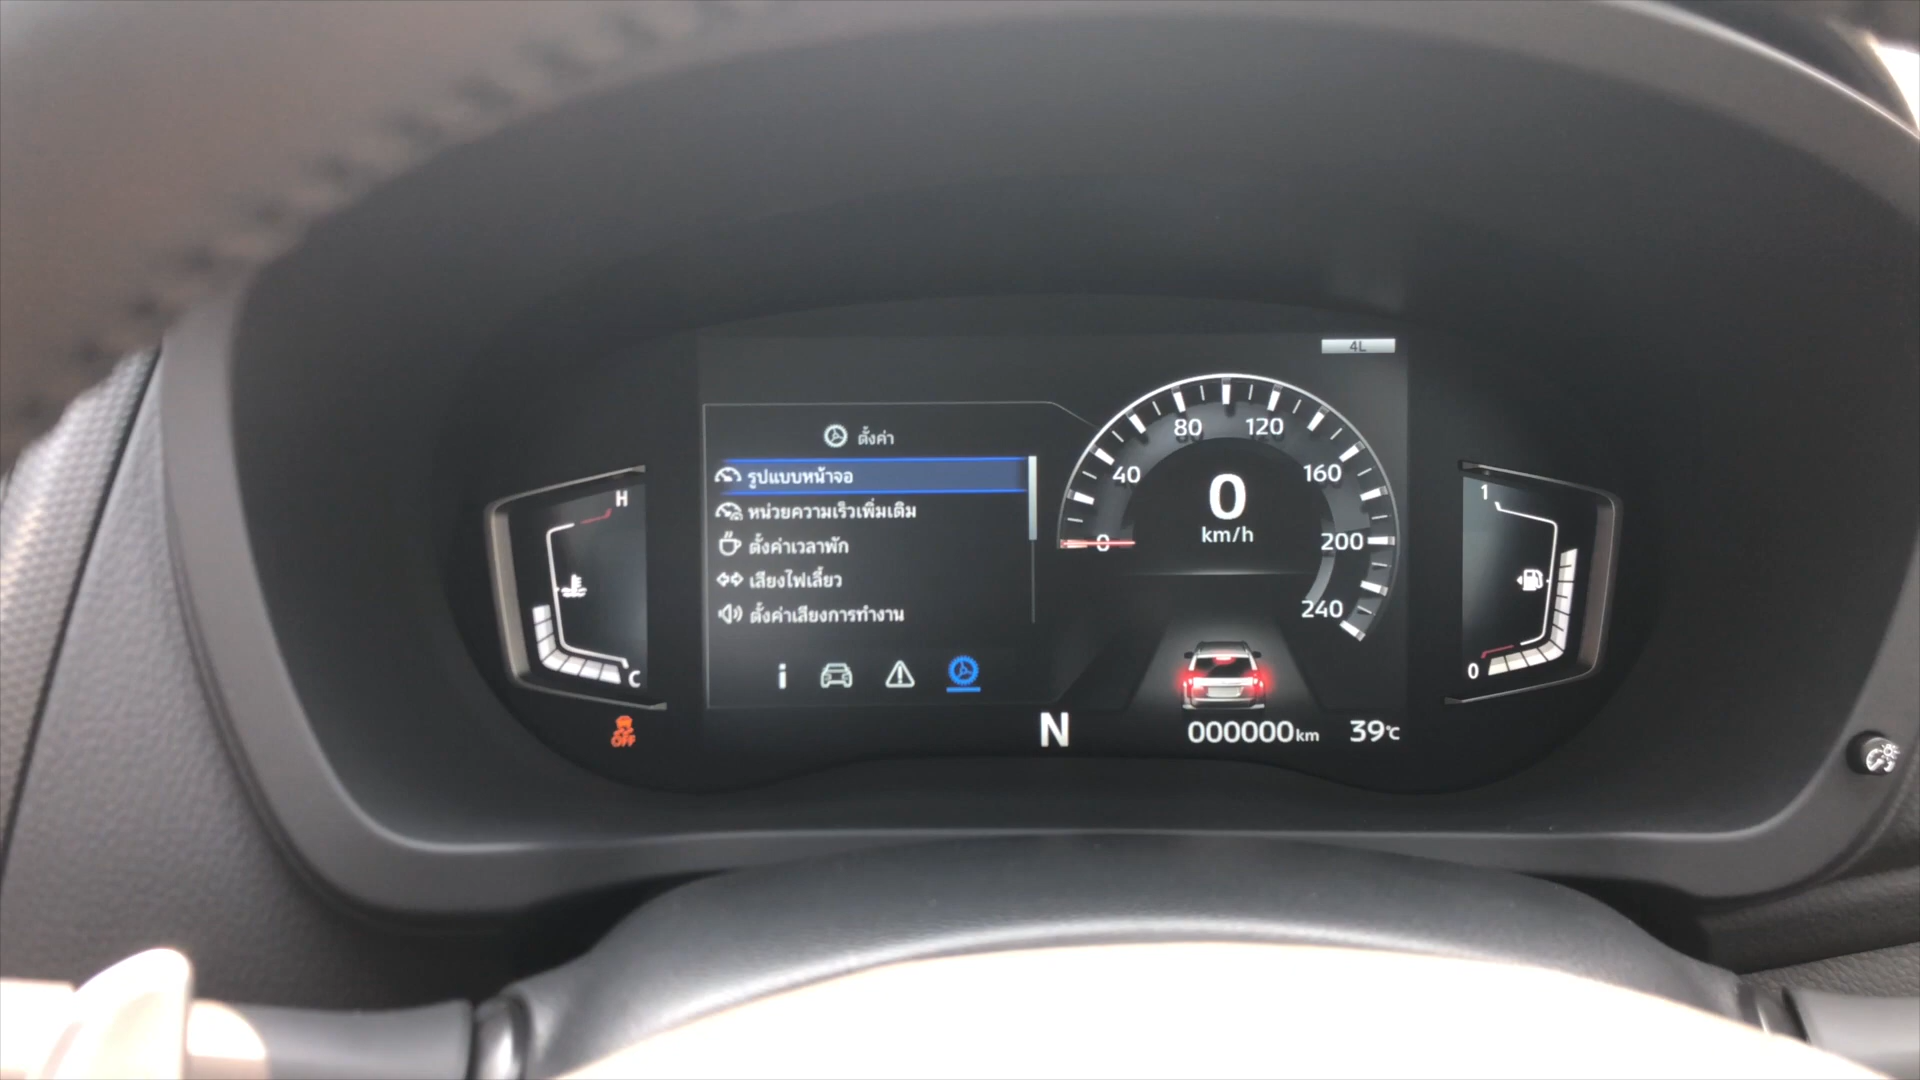 4L
ตั้งค่า
รูปแบบหน้าจอ
หน่วยความเร็วเพิ่มเติม
ตั้งค่าเวลาพัก
เสียงไฟเลี้ยว
ตั้งค่าเสียงการทำงาน
H
C
OFF
0
40
80
120
160
200
240
0
km/h
N
000000km
39°C
1
0